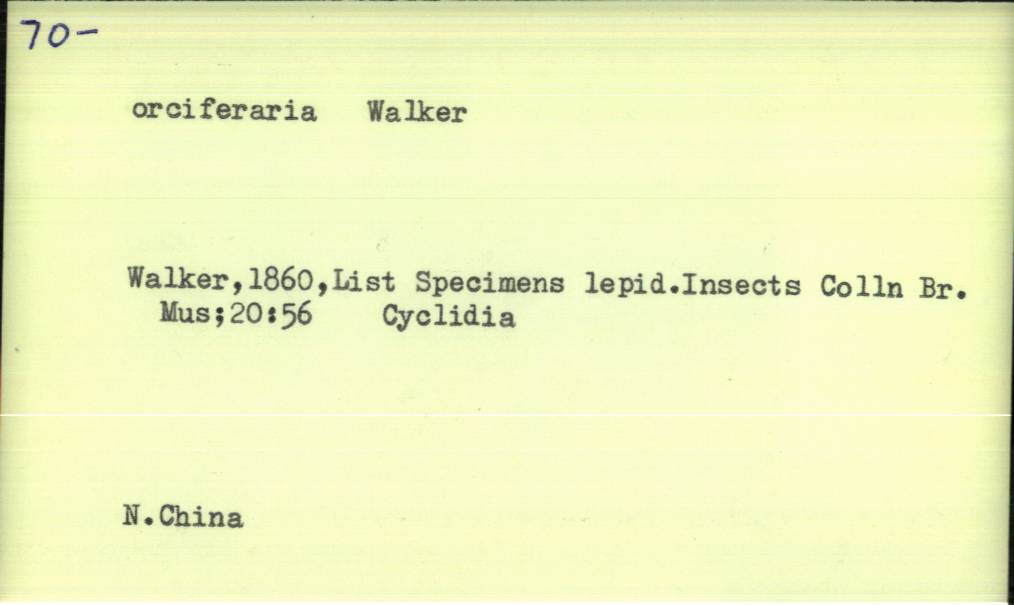 70-
orciferaria Walker
Walker,1860,List Specimens lepid.Insects Colln Br.
Mus;20:56 Cyclidia
N.China